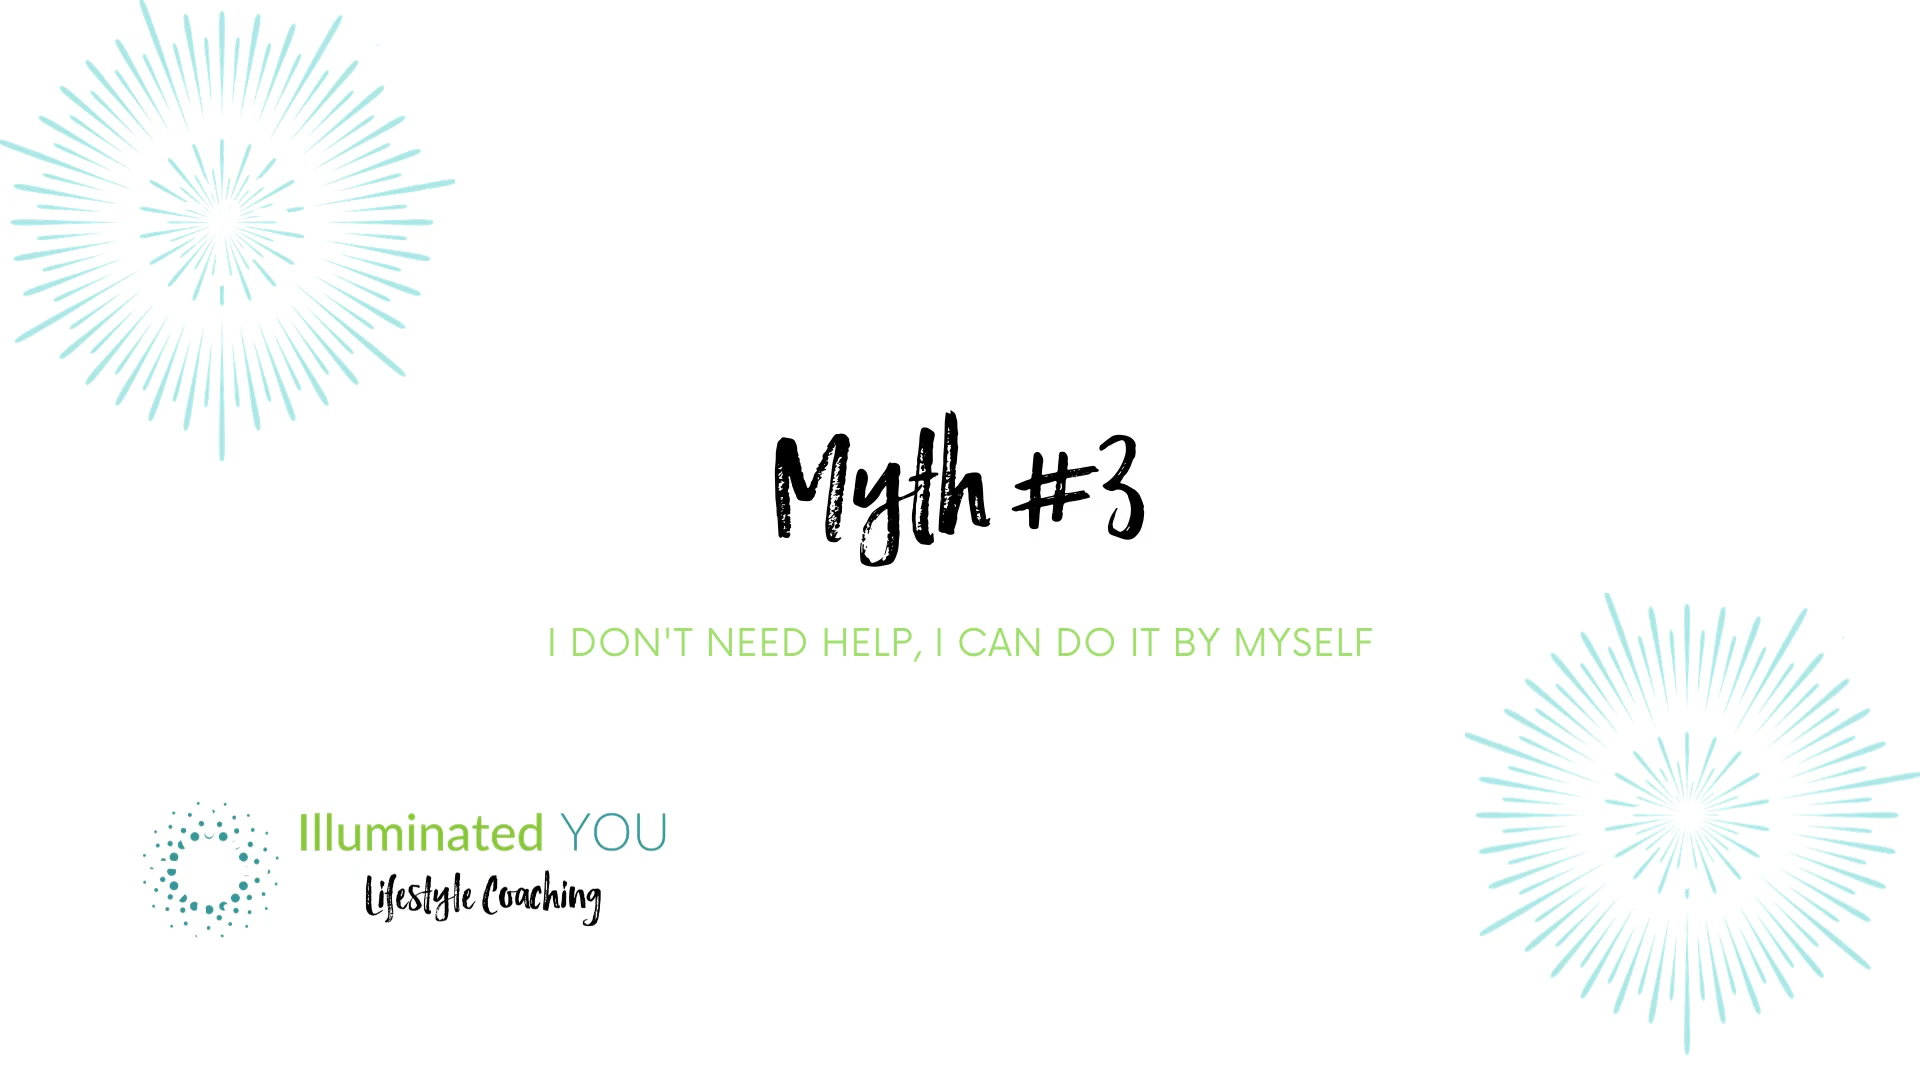 Myth #3
I DON'T NEED HELP, I CAN DO IT BY MYSELF
Illuminated YOU
Lifestyle Coaching